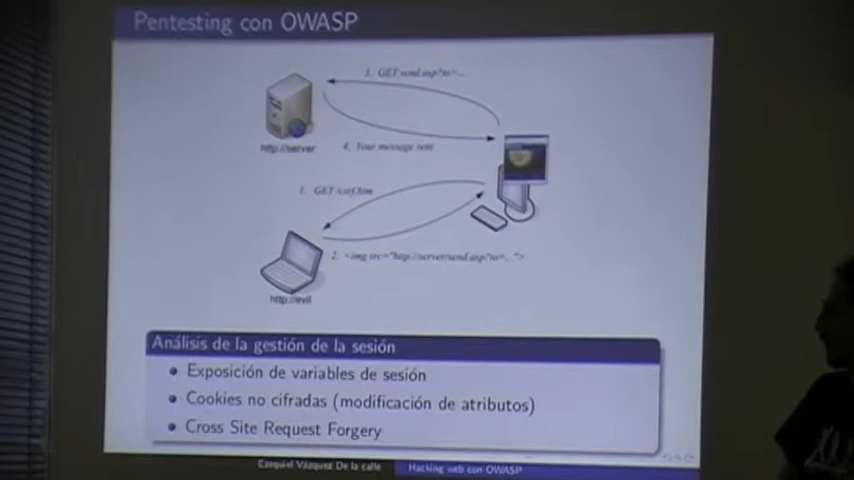 Pentesting con OWASP
3. GET send.asp?to=...
http://server
4. Your message sent
1. GET /csrf.htm
2. <img src="http://server/send.asp?to=...">
http://evil
Análisis de la gestión de la sesión
Exposición de variables de sesión
Cookies no cifradas (modificación de atributos)
Cross Site Request Forgery
Ezequiel Vázquez De la calle
Hacking web con OWASP